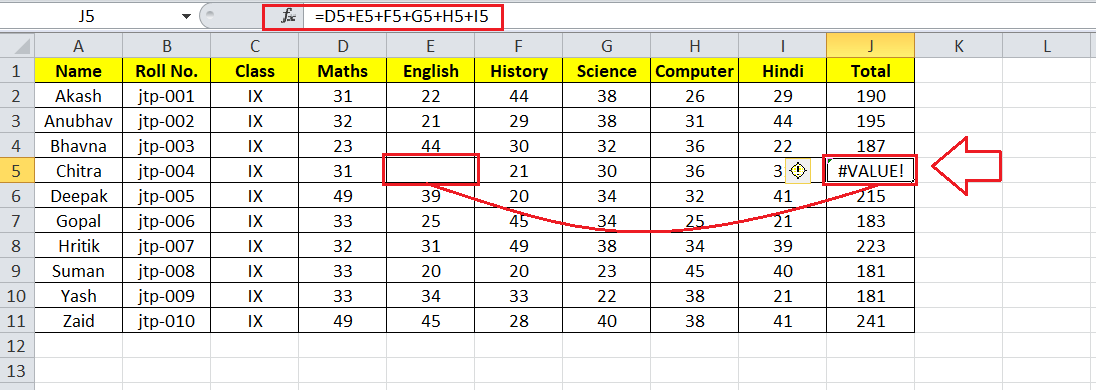 J5 fx =D5+E5+F5+G5+H5+I5
A B C D E F G H I J K L
1 Name Roll No. Class Maths English History Science Computer Hindi Total
2 Akash jtp-001 IX 31 22 44 38 26 29 190
3 Anubhav jtp-002 IX 32 21 29 38 31 44 195
4 Bhavna jtp-003 IX 23 44 30 32 36 22 187
5 Chitra jtp-004 IX 31 21 30 36 #VALUE!
6 Deepak jtp-005 IX 49 39 20 34 32 41 215
7 Gopal jtp-006 IX 33 25 45 34 25 21 183
8 Hritik jtp-007 IX 32 31 49 38 34 39 223
9 Suman jtp-008 IX 33 20 20 23 45 40 181
10 Yash jtp-009 IX 33 34 33 22 38 21 181
11 Zaid jtp-010 IX 49 45 28 40 38 41 241
12
13